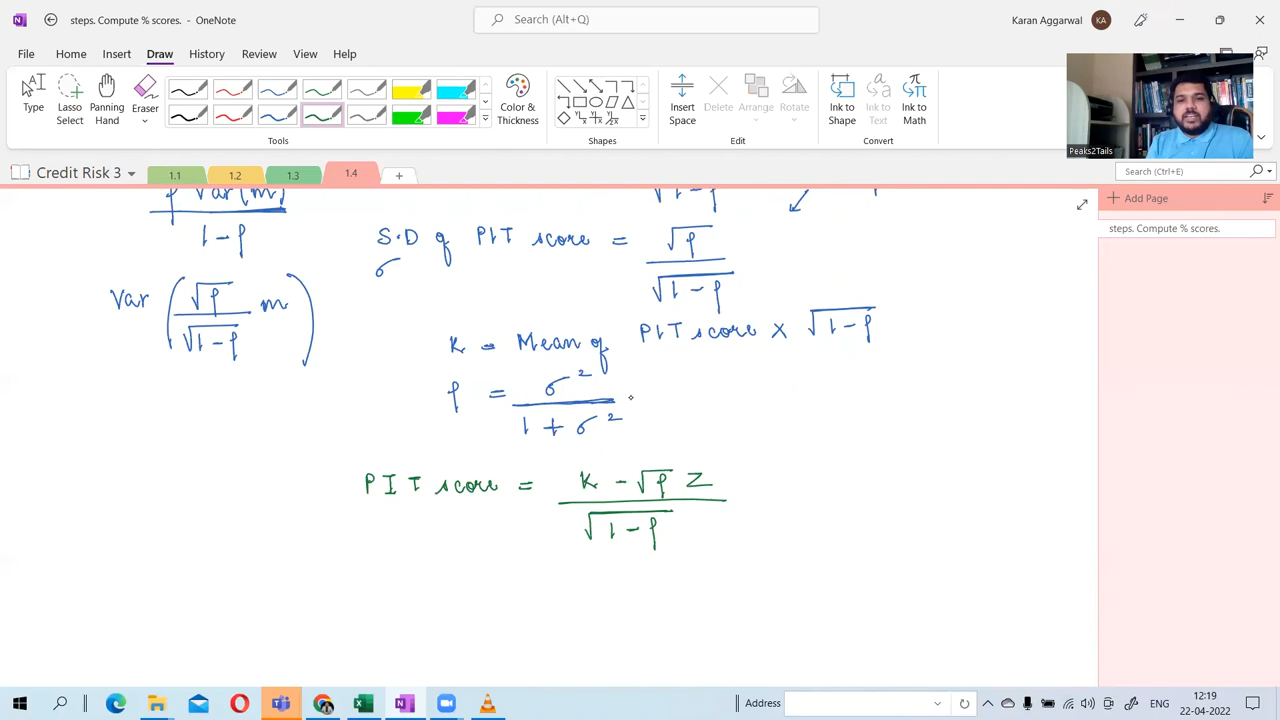 steps. Compute % scores. - OneNote
Search (Alt+Q)
Karan Aggarwal KA
File Home Insert Draw History Review View Help
Type Lasso Select Panning Hand Eraser
Color & Thickness
Insert Space Delete Arrange Rotate
Ink to Shape Ink to Text Ink to Math
Tools Shapes Edit Convert
Peaks2Tails
Credit Risk 3 1.1 1.2 1.3 1.4
Search (Ctrl+E)
Add Page
steps. Compute % scores.
ρ Var(m)
1-ρ
√1-ρ
S.D of PIT score = √ρ / √1-ρ
σ
Var (√ρ / √1-ρ m)
K = Mean of PIT score × √1-ρ
ρ = σ² / 1 + σ²
PIT score = K - √ρ Z / √1-ρ
Address
ENG
12:19
22-04-2022